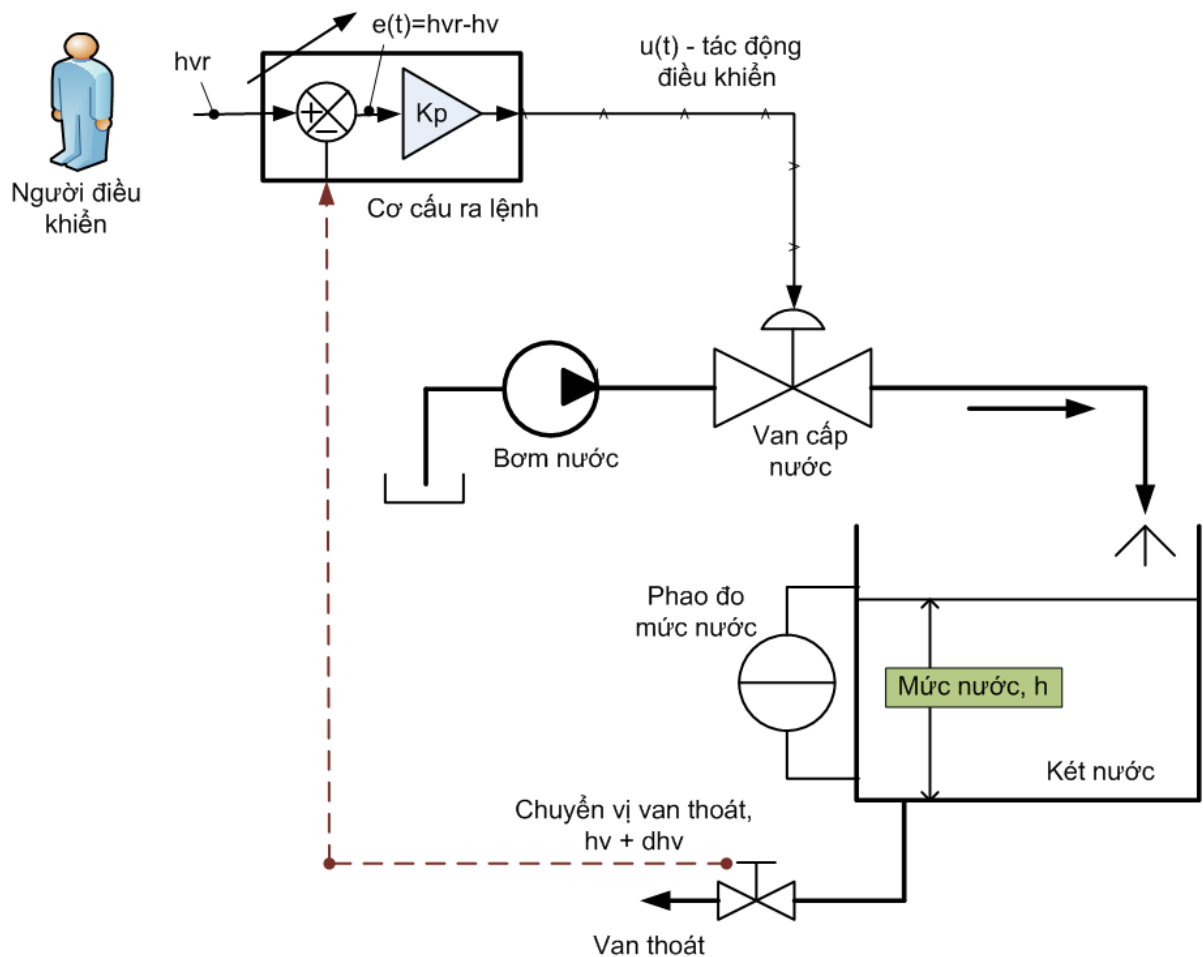 e(t)=hvr-hv
hvr
+
−
Kp
u(t) - tác động
điều khiển
Người điều
khiển
Cơ cấu ra lệnh
Bơm nước
Van cấp
nước
Phao đo
mức nước
Mức nước, h
Két nước
Chuyển vị van thoát,
hv + dhv
Van thoát